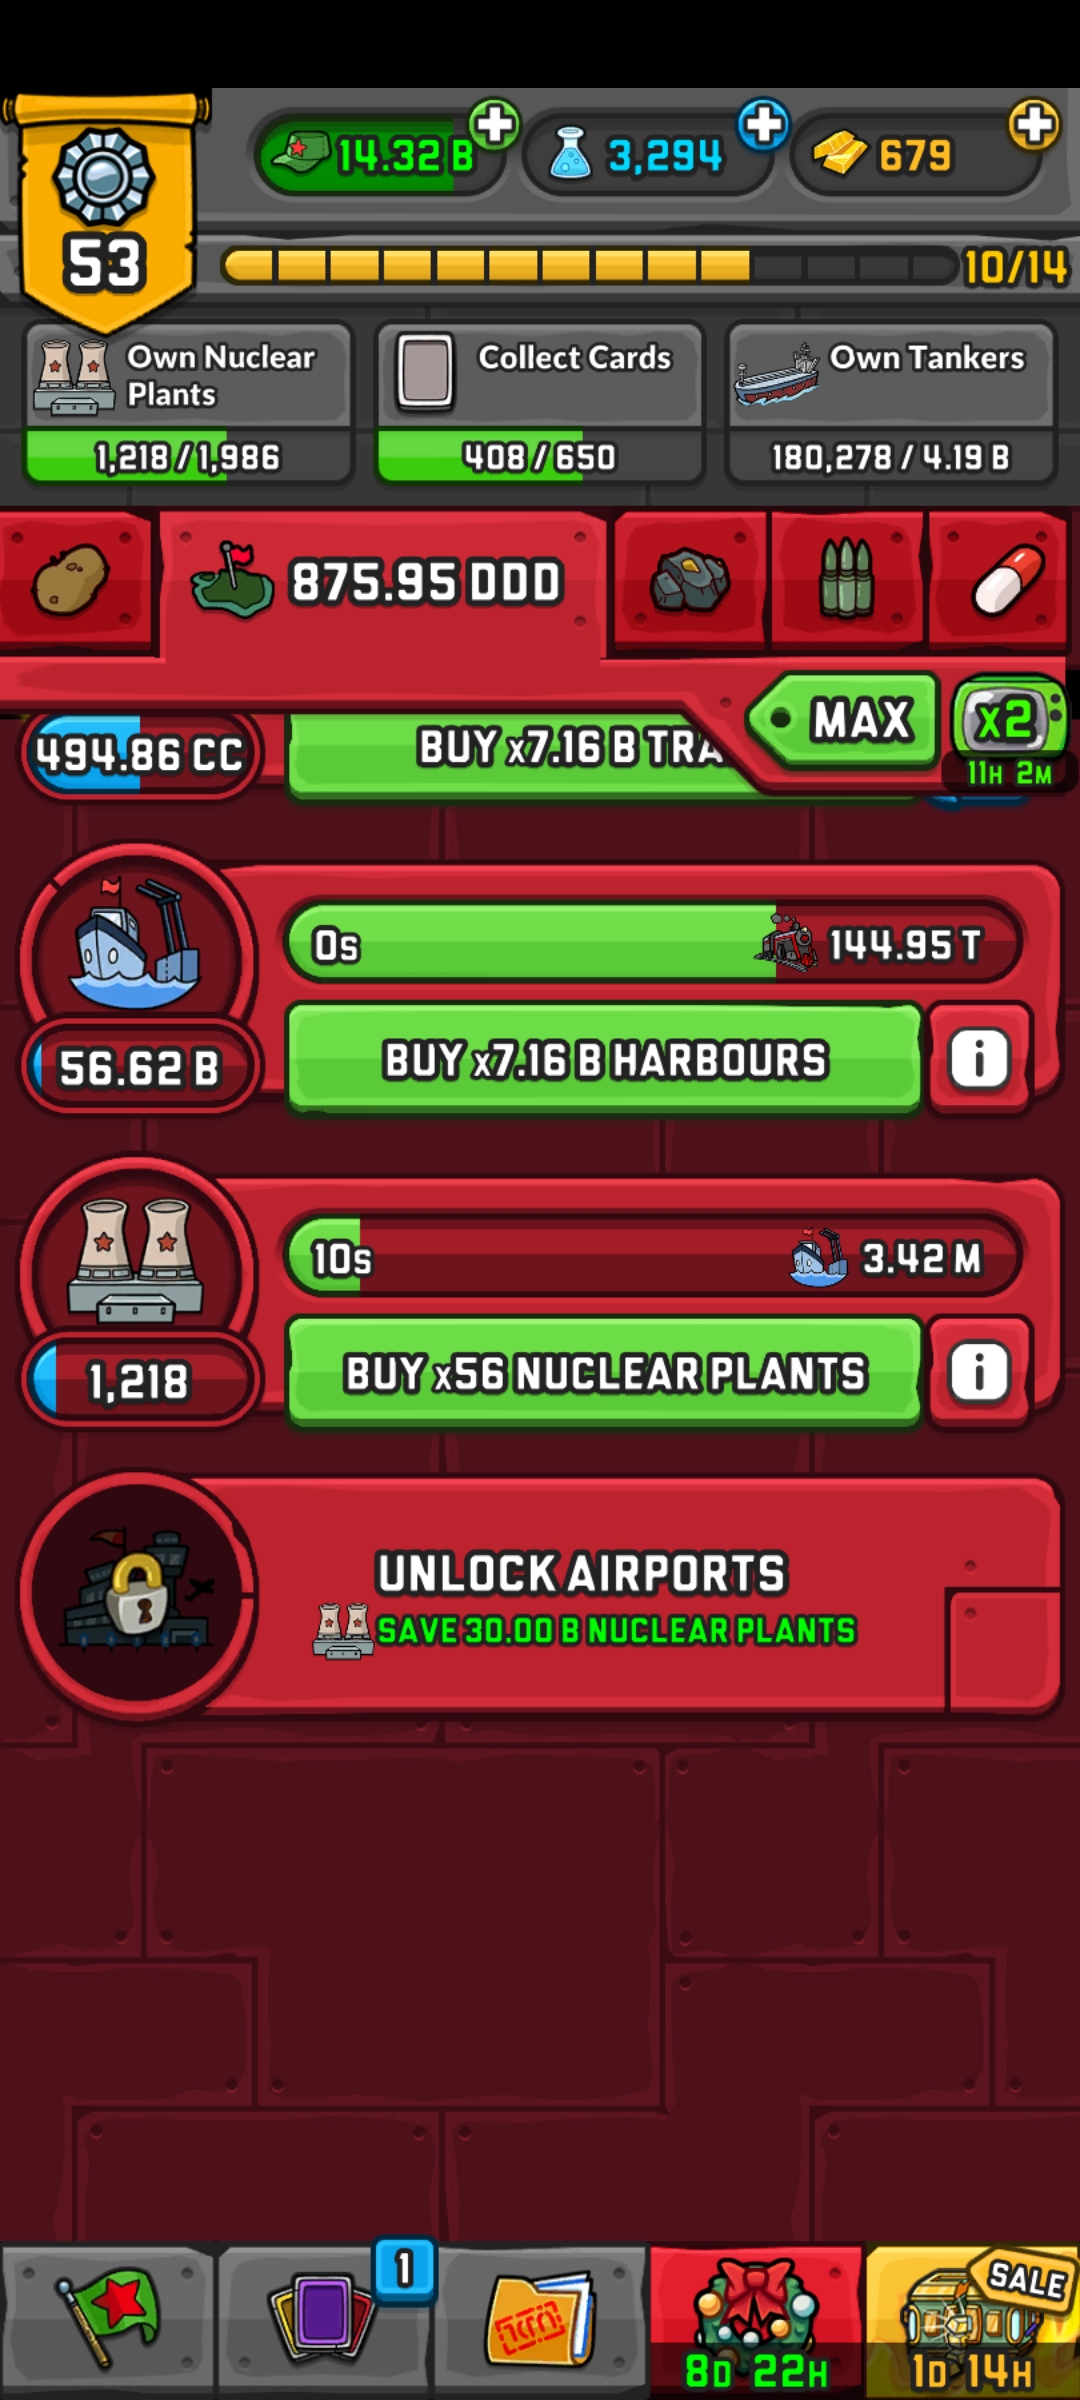 14.32 B
3,294
679
53
10/14
Own Nuclear
Plants
1,218 / 1,986
Collect Cards
408 / 650
Own Tankers
180,278 / 4.19 B
875.95 DDD
MAX
x2
11H 2M
494.86 CC
BUY x7.16 B TRA
0s
144.95 T
56.62 B
BUY x7.16 B HARBOURS
i
10s
3.42 M
1,218
BUY x56 NUCLEAR PLANTS
i
UNLOCK AIRPORTS
SAVE 30.00 B NUCLEAR PLANTS
1
8D 22H
SALE
1D 14H